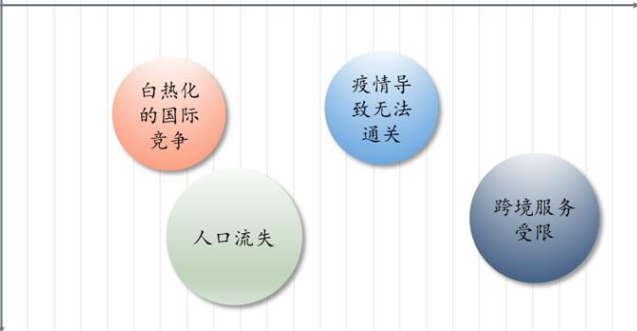 白热化
的国际
竞争
疫情导
致无法
通关
人口流失
跨境服务
受限